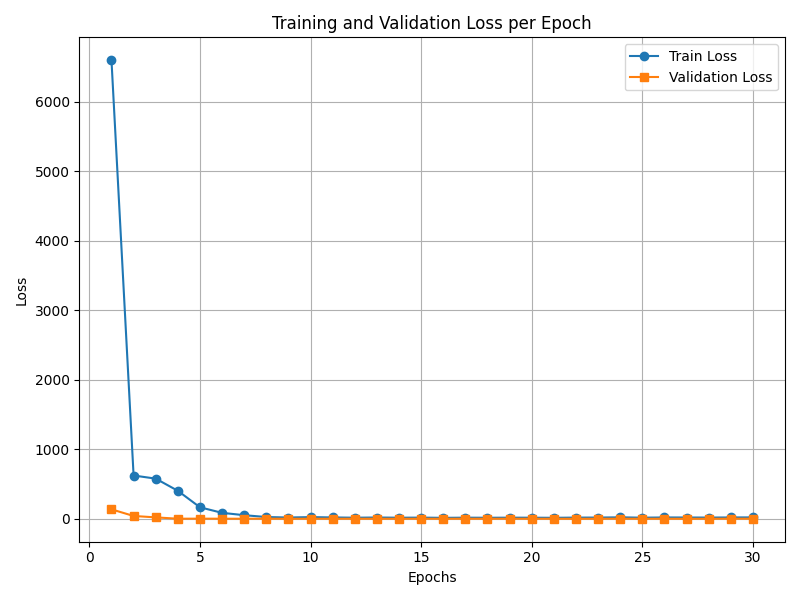 Training and Validation Loss per Epoch
Train Loss
Validation Loss
6000
5000
4000
3000
2000
1000
0
Loss
0 5 10 15 20 25 30
Epochs